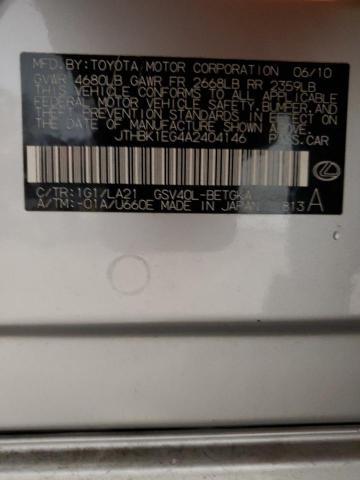 MFD. BY: TOYOTA MOTOR CORPORATION 06/10
GVWR 4680LB GAWR FR 2668LB RR 2359LB
THIS VEHICLE CONFORMS TO ALL APPLICABLE
FEDERAL MOTOR VEHICLE SAFETY, BUMPER, AND
THEFT PREVENTION STANDARDS IN EFFECT ON
THE DATE OF MANUFACTURE SHOWN ABOVE.
JTHBK1EG4A2404146 PASS.CAR
C/TR:1G1/LA21 GSV40L-BETGKA
A/TM:-01A/U660E MADE IN JAPAN 813 A